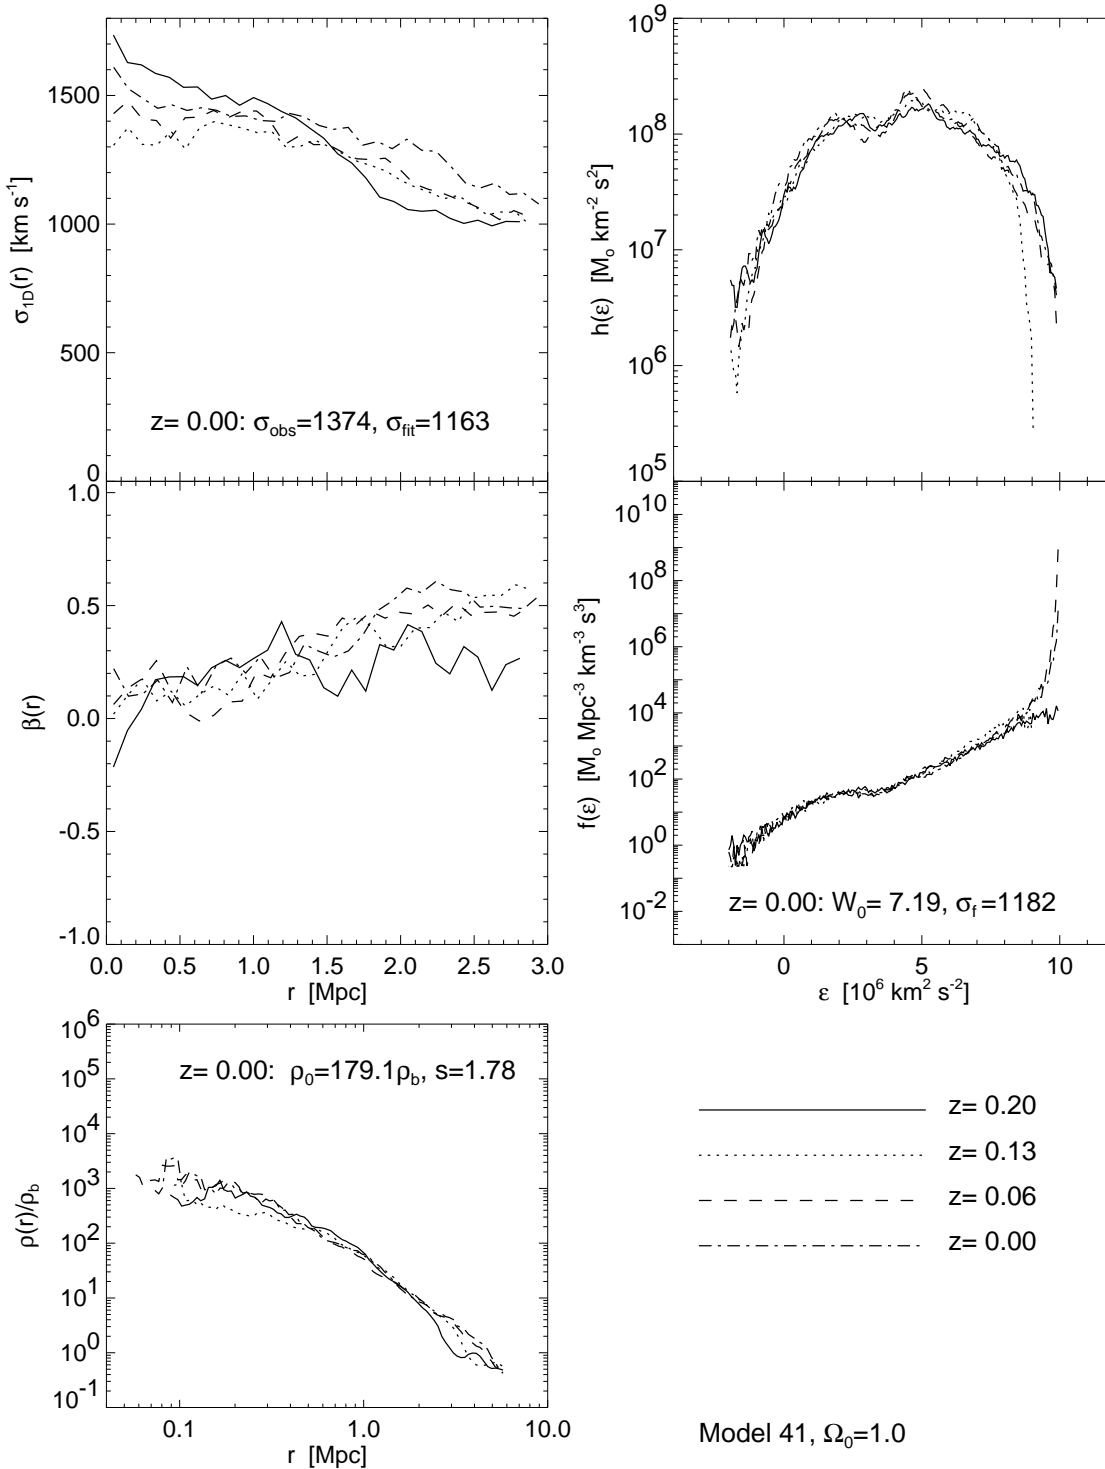 1500
1000
500
0
σ1D(r) [km s-1]
z= 0.00: σobs=1374, σfit=1163
10^9
10^8
10^7
10^6
10^5
h(ε) [Mo km-2 s2]
1.0
0.5
0.0
-0.5
-1.0
β(r)
0.0 0.5 1.0 1.5 2.0 2.5 3.0
r [Mpc]
10^10
10^8
10^6
10^4
10^2
10^0
10^-2
f(ε) [Mo Mpc-3 km-3 s3]
z= 0.00: W0= 7.19, σf=1182
0 5 10
ε [10^6 km2 s-2]
10^6
10^5
10^4
10^3
10^2
10^1
10^0
10^-1
ρ(r)/ρb
z= 0.00: ρ0=179.1ρb, s=1.78
0.1 1.0 10.0
r [Mpc]
z= 0.20
z= 0.13
z= 0.06
z= 0.00
Model 41, Ω0=1.0